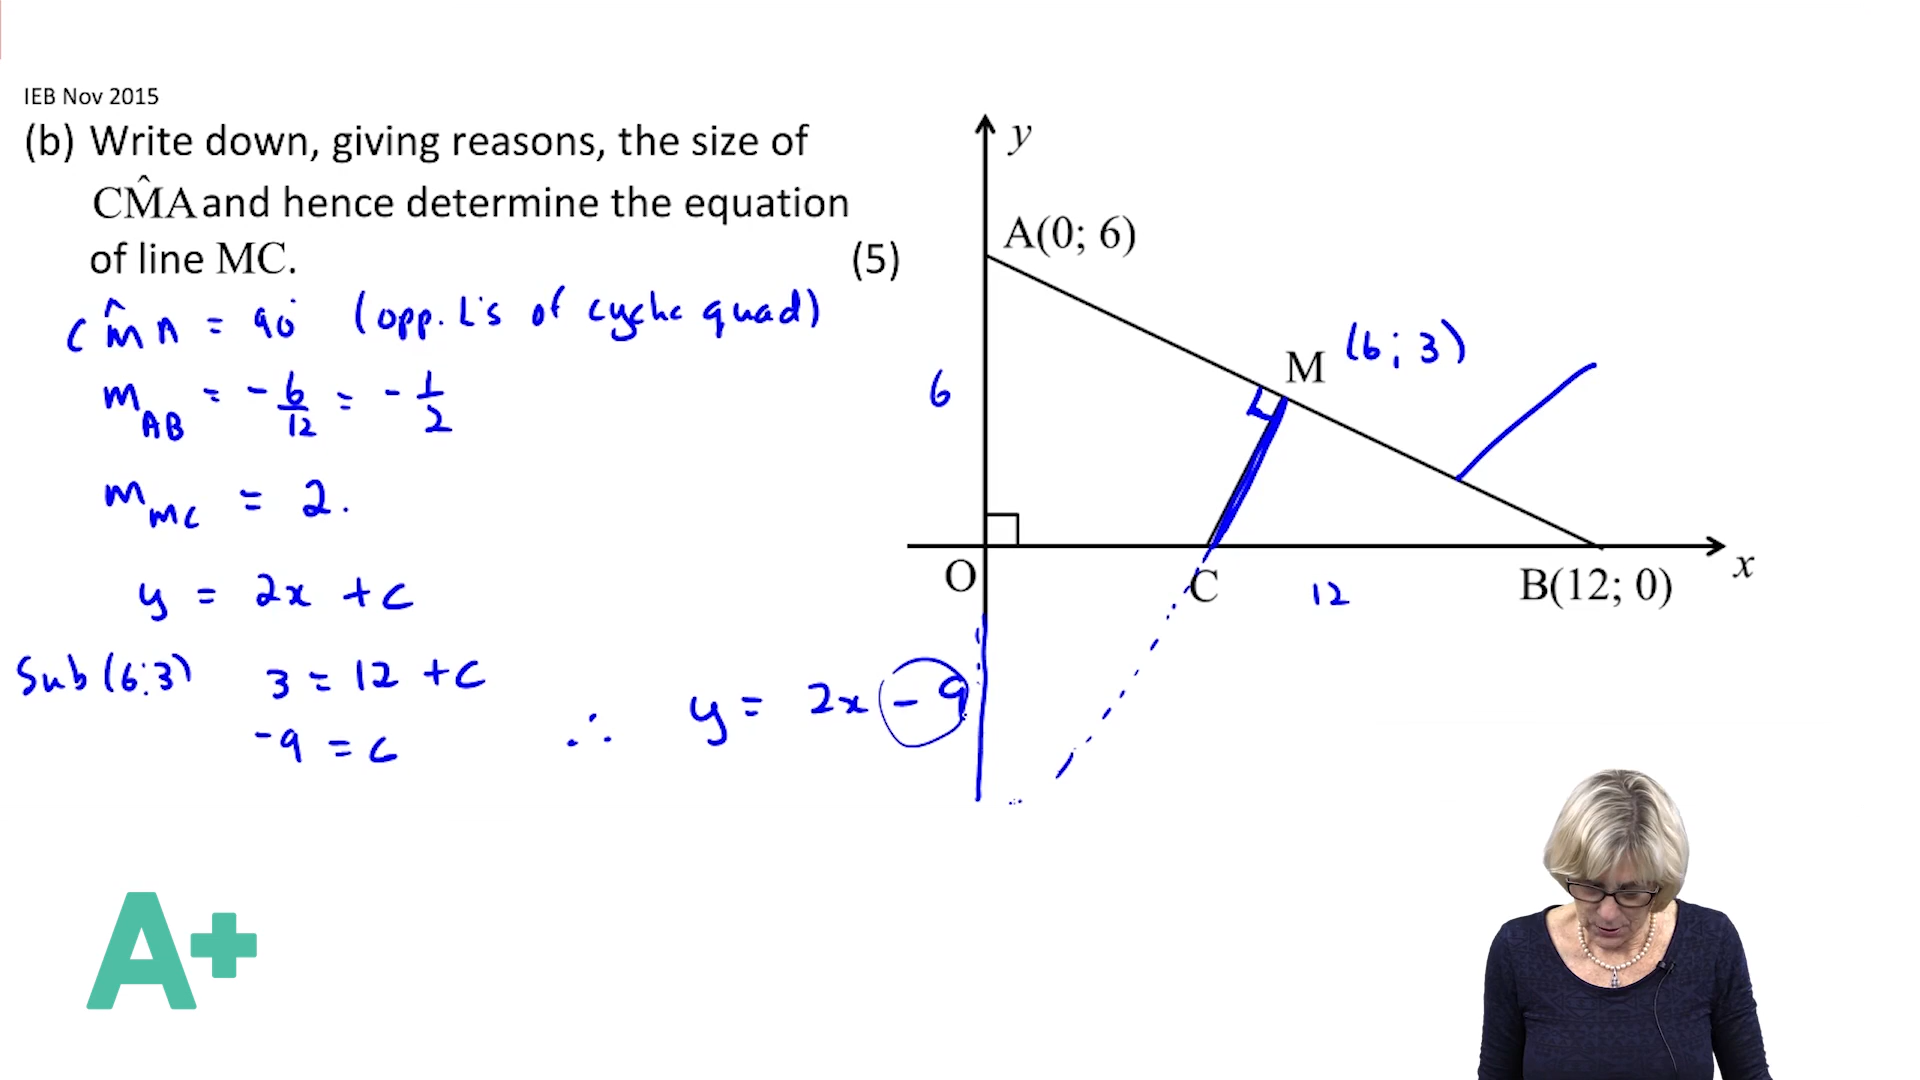 IEB Nov 2015
(b) Write down, giving reasons, the size of
CM̂A and hence determine the equation
of line MC. (5)
CM̂A = 90° (opp. L's of cyclic quad)
m_AB = -6/12 = -1/2
m_MC = 2.
y = 2x + c
Sub (6;3) 3 = 12 + c
-9 = c
∴ y = 2x - 9
y
A(0; 6)
M (6; 3)
6
O
C
12
B(12; 0)
x
A+